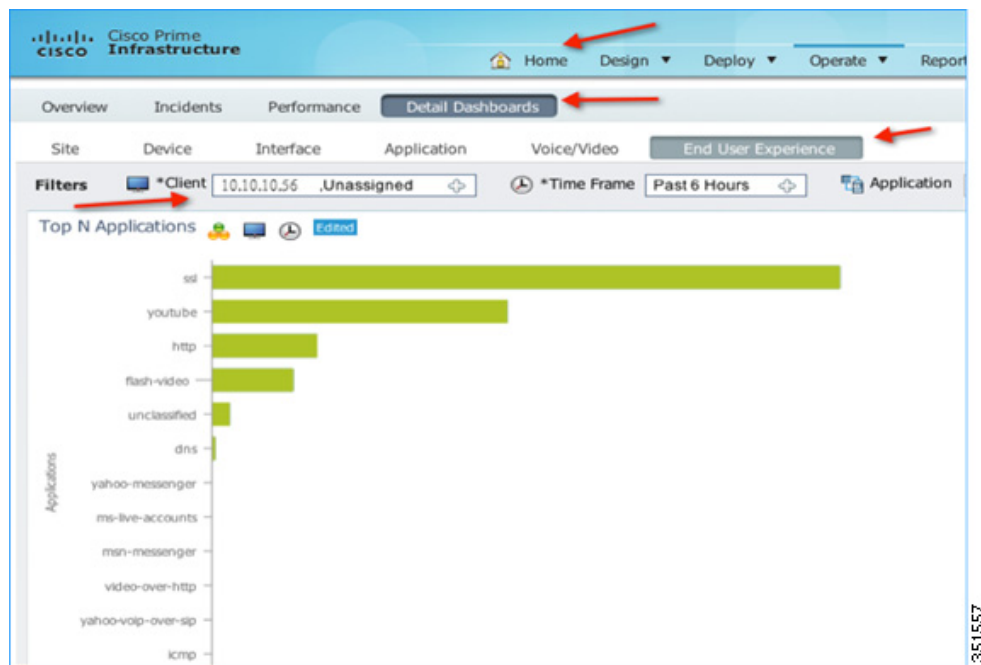 Cisco Prime
CISCO Infrastructure
Home Design Deploy Operate Report
Overview Incidents Performance Detail Dashboards
Site Device Interface Application Voice/Video End User Experience
Filters *Client 10.10.10.56 ,Unassigned *Time Frame Past 6 Hours Application
Top N Applications Edited
ssl
youtube
http
flash-video
unclassified
dns
yahoo-messenger
ms-live-accounts
msn-messenger
video-over-http
yahoo-voip-over-sip
icmp
Applications
351557